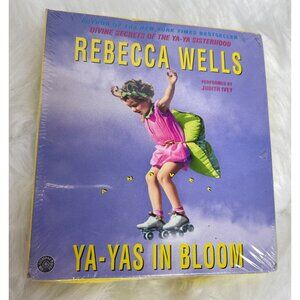 AUTHOR OF THE NEW YORK TIMES BESTSELLER
DIVINE SECRETS OF THE YA-YA SISTERHOOD
REBECCA WELLS
PERFORMED BY
JUDITH IVEY
YA-YAS IN BLOOM